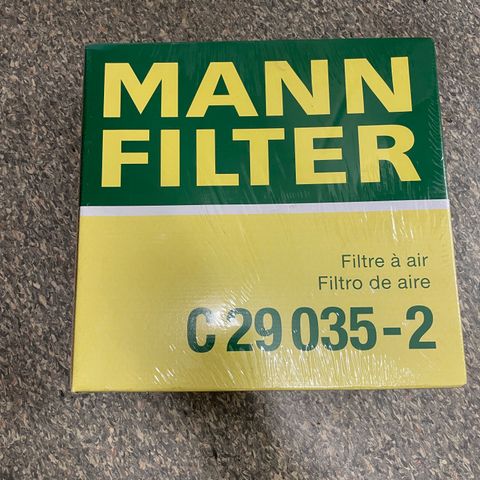 MANN
FILTER
Filtre à air
Filtro de aire
C 29 035-2